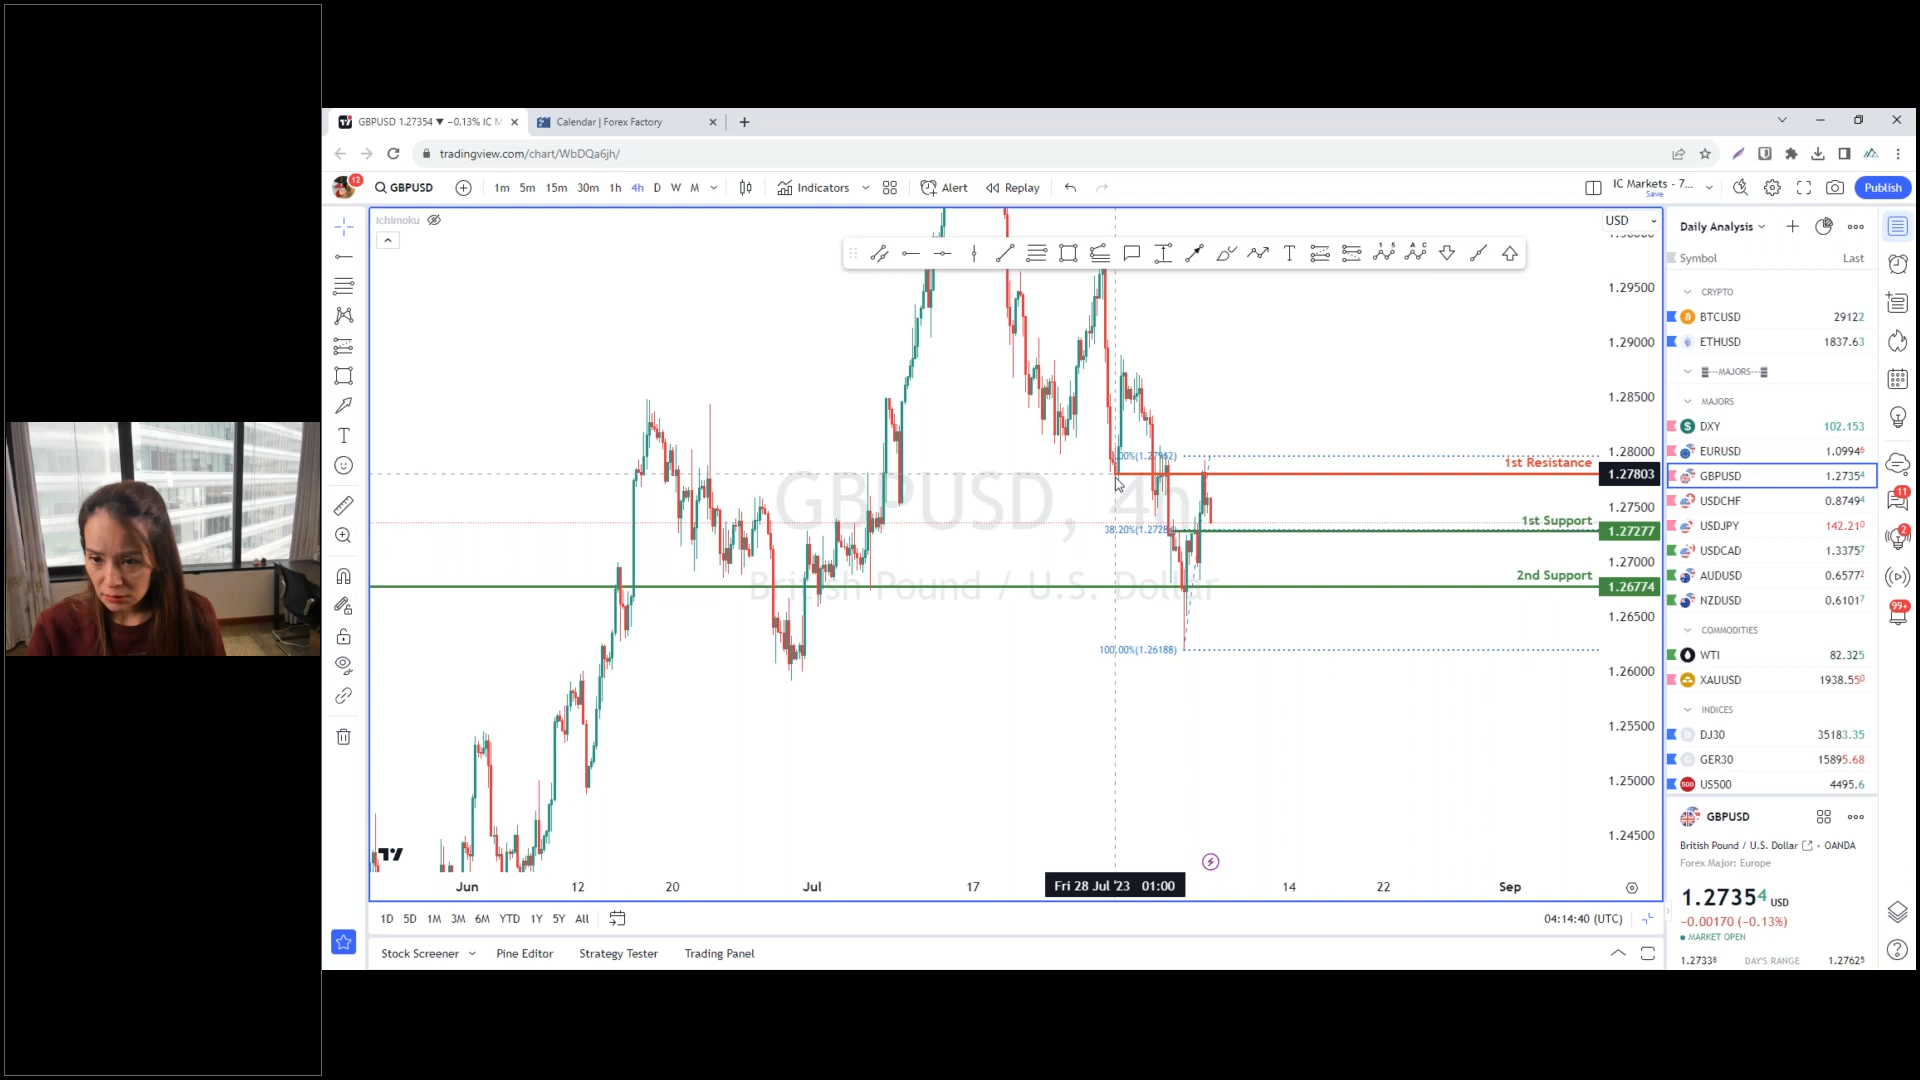 GBPUSD 1.27354 ▼ −0.13% IC M
Calendar | Forex Factory
tradingview.com/chart/WbDQa6jh/
12
GBPUSD
1m 5m 15m 30m 1h 4h D W M
Indicators
Alert
Replay
IC Markets - 7...
Save
Publish
Ichimoku
USD
Daily Analysis
Symbol Last
CRYPTO
BTCUSD 29122
ETHUSD 1837.63
MAJORS
MAJORS
DXY 102.153
EURUSD 1.09946
GBPUSD 1.27354
USDCHF 0.87494
USDJPY 142.210
USDCAD 1.33757
AUDUSD 0.65772
NZDUSD 0.61017
COMMODITIES
WTI 82.325
XAUUSD 1938.550
INDICES
DJ30 35183.35
GER30 15895.68
US500 4495.6
GBPUSD
British Pound / U.S. Dollar • OANDA
Forex Major: Europe
1.27354 USD
−0.00170 (−0.13%)
MARKET OPEN
1.27338 DAY'S RANGE 1.27625
11
2
99+
1.29500
1.29000
1.28500
1.28000
1.27803
1.27500
1.27277
1.27000
1.26774
1.26500
1.26000
1.25500
1.25000
1.24500
1st Resistance
1st Support
2nd Support
GBPUSD, 4h
British Pound / U.S. Dollar
38.20%
100.00%(1.26188)
Jun 12 20 Jul 17 Fri 28 Jul '23 01:00 14 22 Sep
1D 5D 1M 3M 6M YTD 1Y 5Y All
04:14:40 (UTC)
Stock Screener Pine Editor Strategy Tester Trading Panel